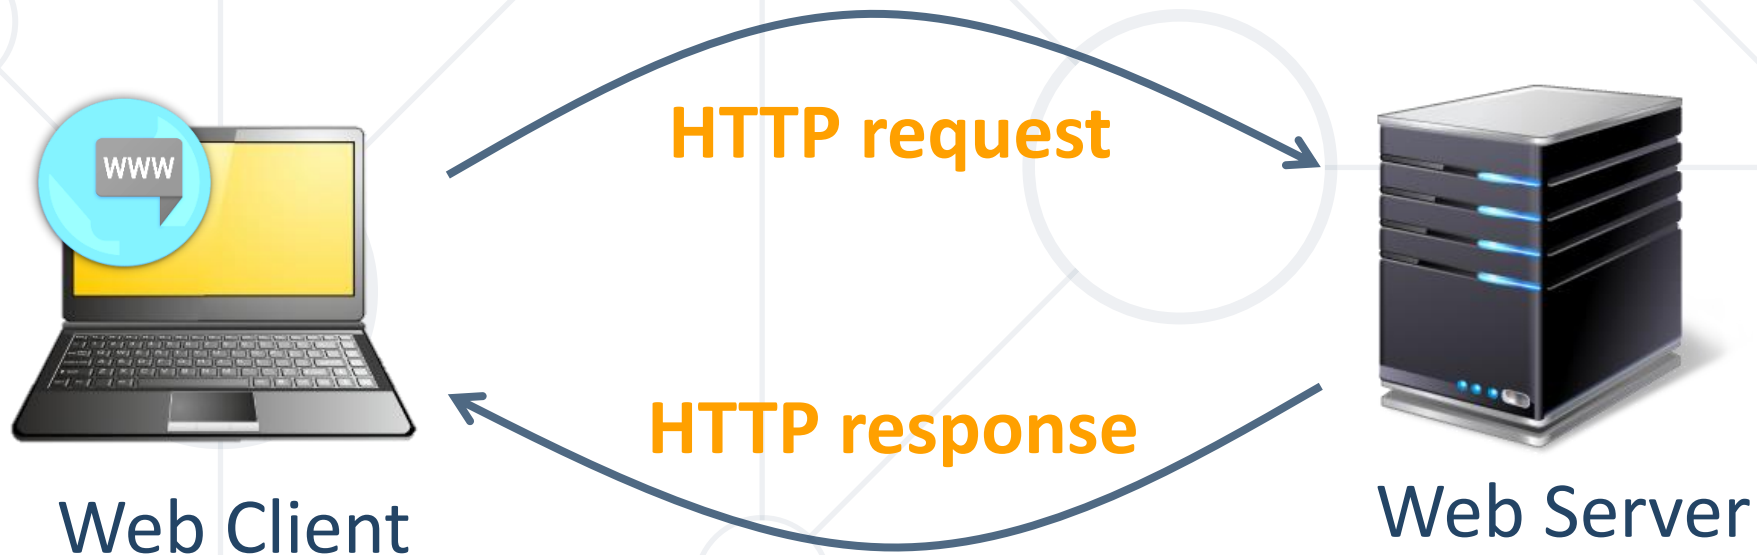 HTTP request
WWW
HTTP response
Web Client
Web Server